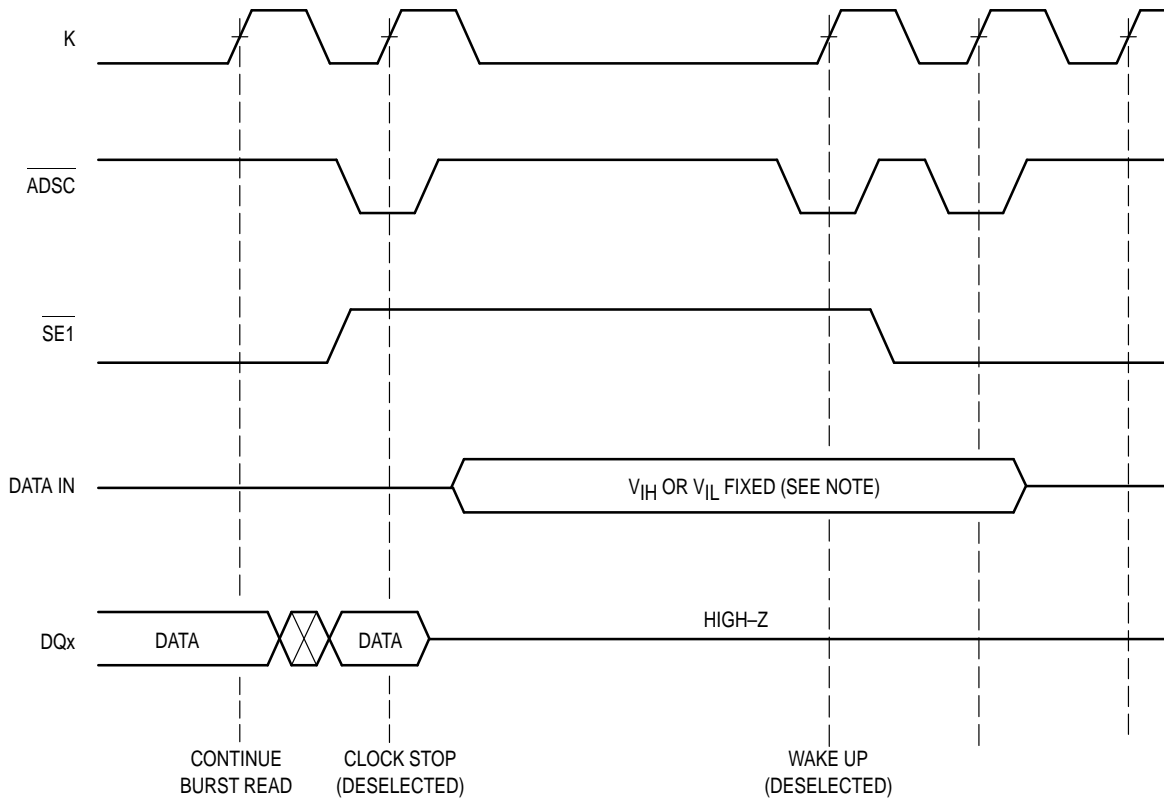 K
ADSC
SE1
DATA IN
VIH OR VIL FIXED (SEE NOTE)
DQx
DATA
DATA
HIGH–Z
CONTINUE
BURST READ
CLOCK STOP
(DESELECTED)
WAKE UP
(DESELECTED)